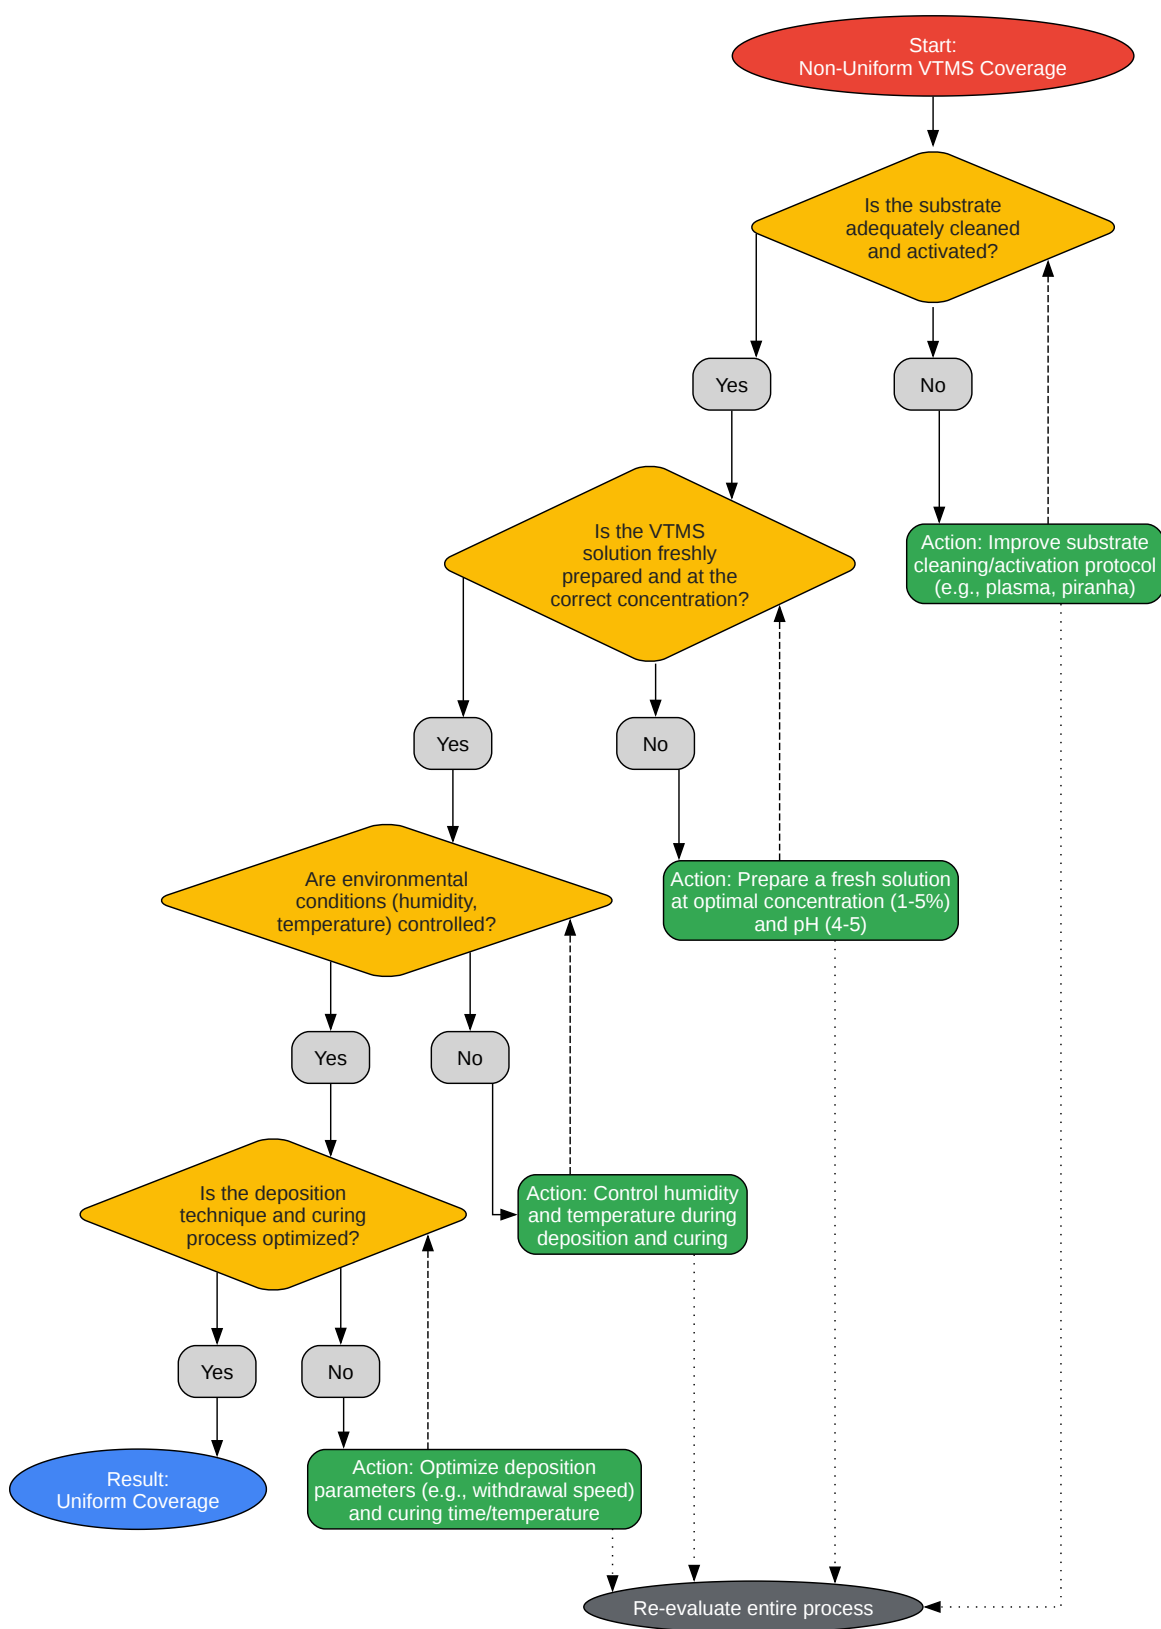 Start:
Non-Uniform VTMS Coverage
Is the substrate
adequately cleaned
and activated?
Yes
No
Is the VTMS
solution freshly
prepared and at the
correct concentration?
Action: Improve substrate
cleaning/activation protocol
(e.g., plasma, piranha)
Yes
No
Are environmental
conditions (humidity,
temperature) controlled?
Action: Prepare a fresh solution
at optimal concentration (1-5%)
and pH (4-5)
Yes
No
Is the deposition
technique and curing
process optimized?
Action: Control humidity
and temperature during
deposition and curing
Yes
No
Result:
Uniform Coverage
Action: Optimize deposition
parameters (e.g., withdrawal speed)
and curing time/temperature
Re-evaluate entire process